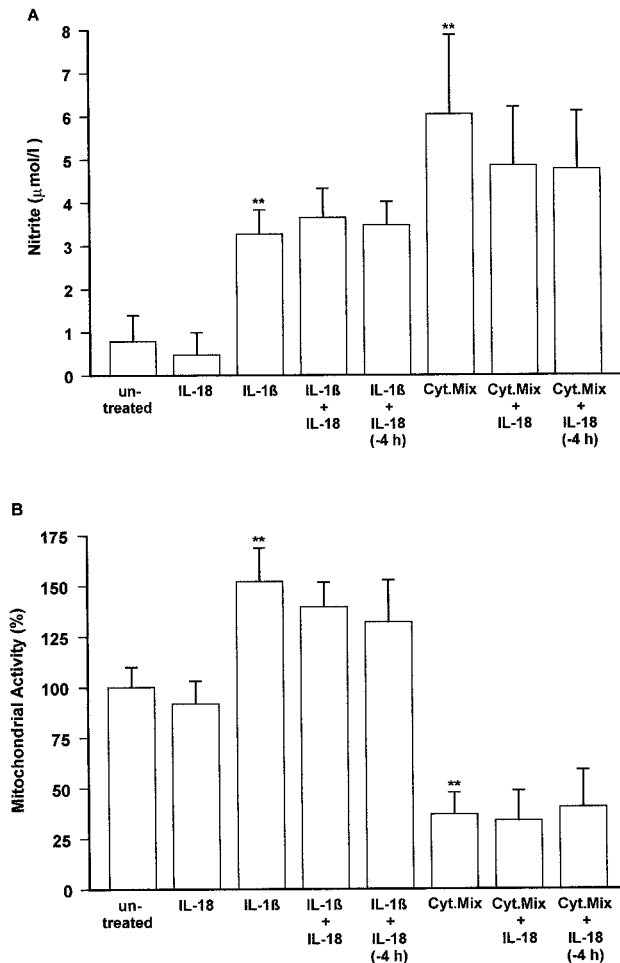 A
Nitrite (µmol/l)
8
7
6
5
4
3
2
1
0
**
**
un-
treated
IL-18
IL-1ß
IL-1ß
+
IL-18
IL-1ß
+
IL-18
(-4 h)
Cyt.Mix
Cyt.Mix
+
IL-18
Cyt.Mix
+
IL-18
(-4 h)
B
Mitochondrial Activity (%)
175
150
125
100
75
50
25
0
**
**
un-
treated
IL-18
IL-1ß
IL-1ß
+
IL-18
IL-1ß
+
IL-18
(-4 h)
Cyt.Mix
Cyt.Mix
+
IL-18
Cyt.Mix
+
IL-18
(-4 h)